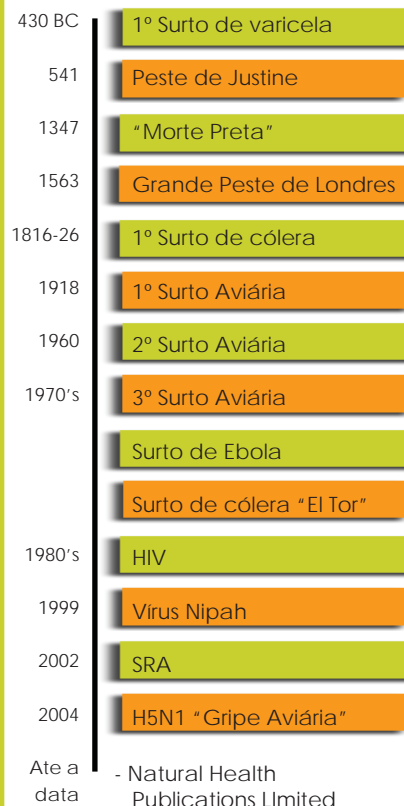 430 BC 1º Surto de varicela
541 Peste de Justine
1347 “Morte Preta”
1563 Grande Peste de Londres
1816-26 1º Surto de cólera
1918 1º Surto Aviária
1960 2º Surto Aviária
1970's 3º Surto Aviária
Surto de Ebola
Surto de cólera “El Tor”
1980's HIV
1999 Vírus Nipah
2002 SRA
2004 H5N1 “Gripe Aviária”
Ate a
data
- Natural Health
Publications LImited